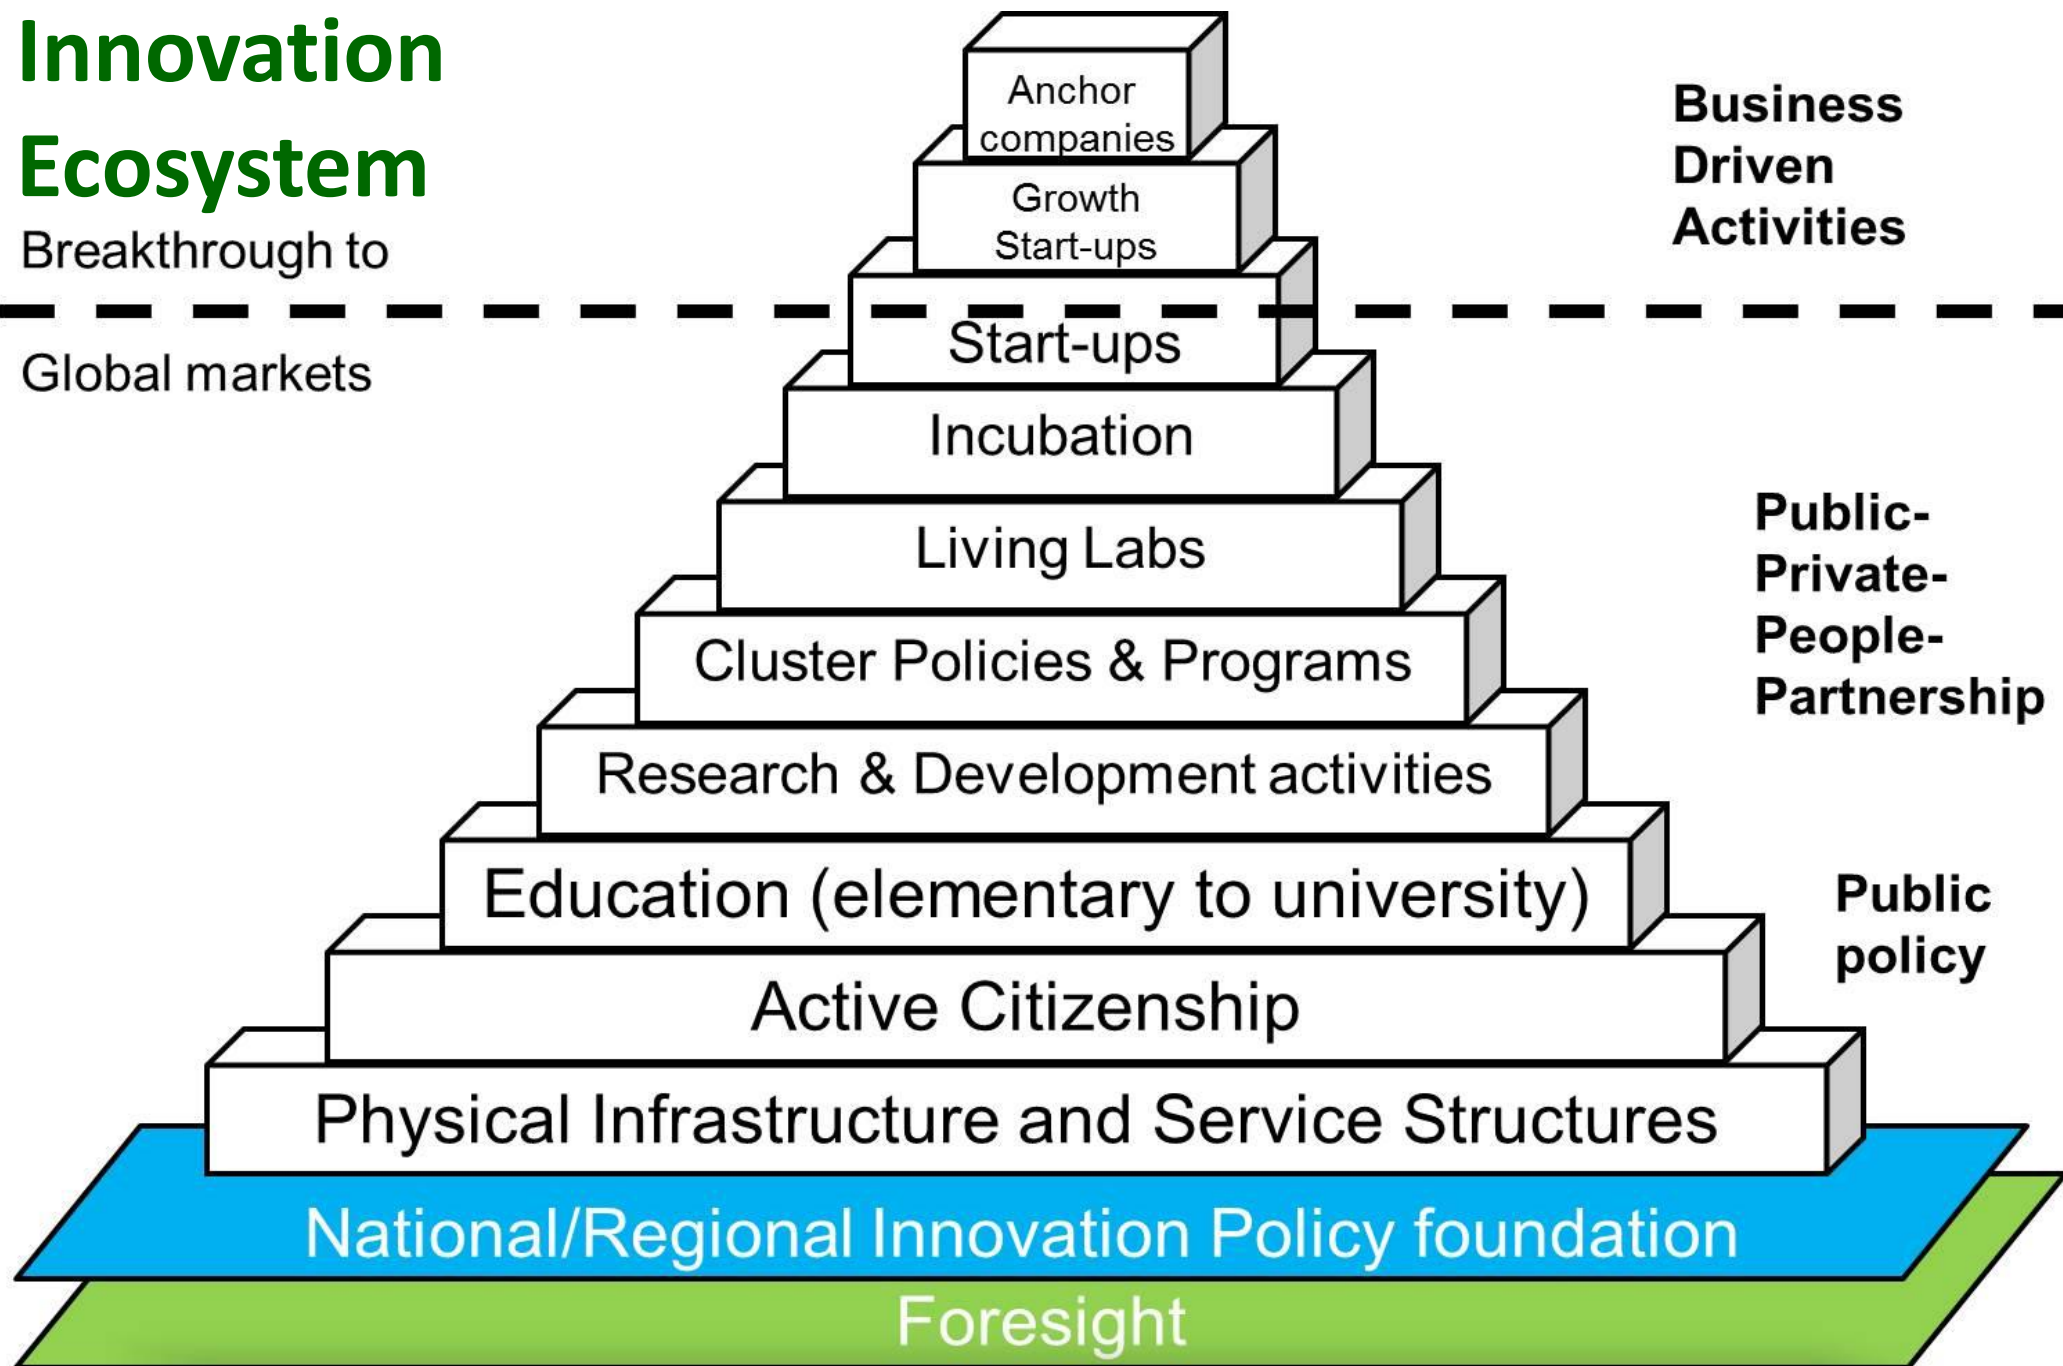 Innovation
Ecosystem
Breakthrough to
Global markets
Anchor
companies
Growth
Start-ups
Start-ups
Incubation
Living Labs
Cluster Policies & Programs
Research & Development activities
Education (elementary to university)
Active Citizenship
Physical Infrastructure and Service Structures
National/Regional Innovation Policy foundation
Foresight
Business
Driven
Activities
Public-
Private-
People-
Partnership
Public
policy